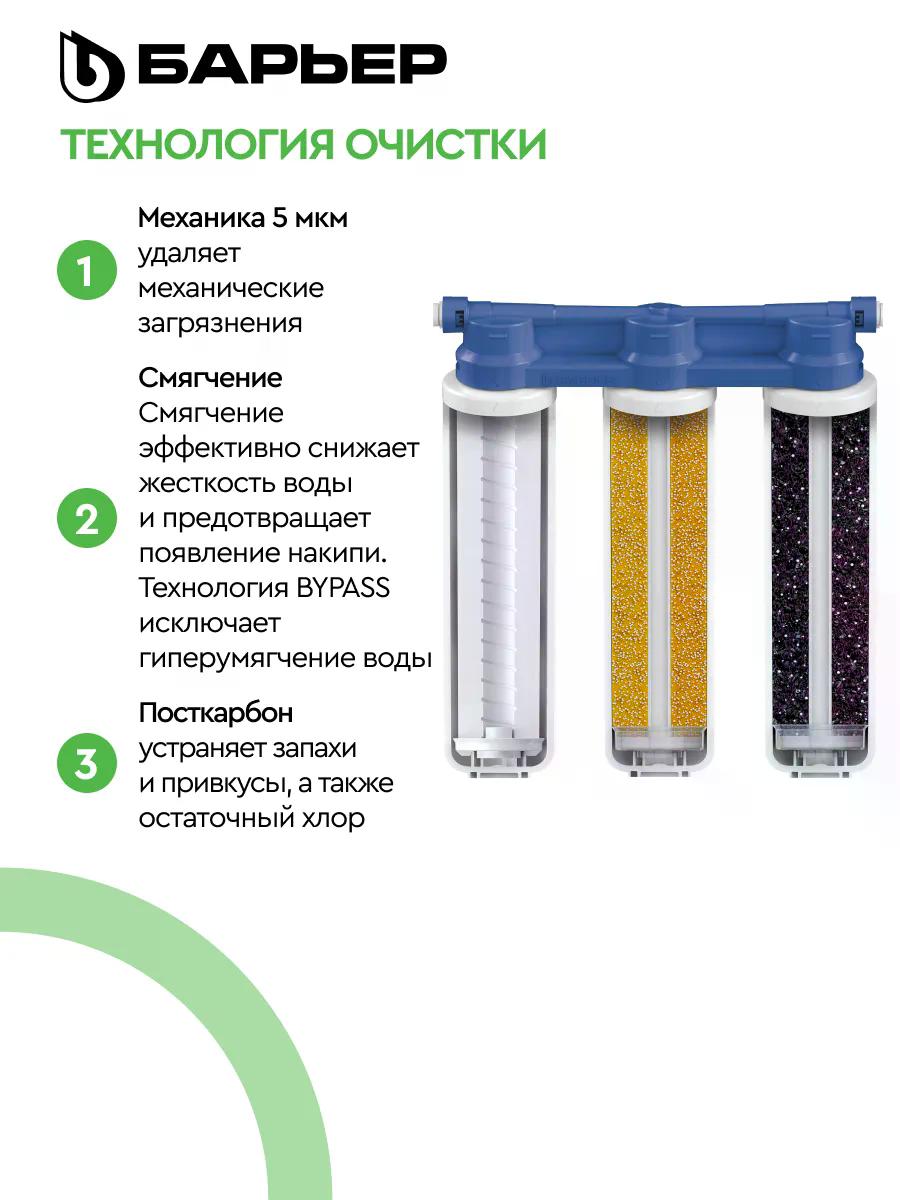 БАРЬЕР
ТЕХНОЛОГИЯ ОЧИСТКИ
1
Механика 5 мкм
удаляет
механические
загрязнения
2
Смягчение
Смягчение
эффективно снижает
жесткость воды
и предотвращает
появление накипи.
Технология BYPASS
исключает
гиперумягчение воды
3
Посткарбон
устраняет запахи
и привкусы, а также
остаточный хлор
БАРЬЕР